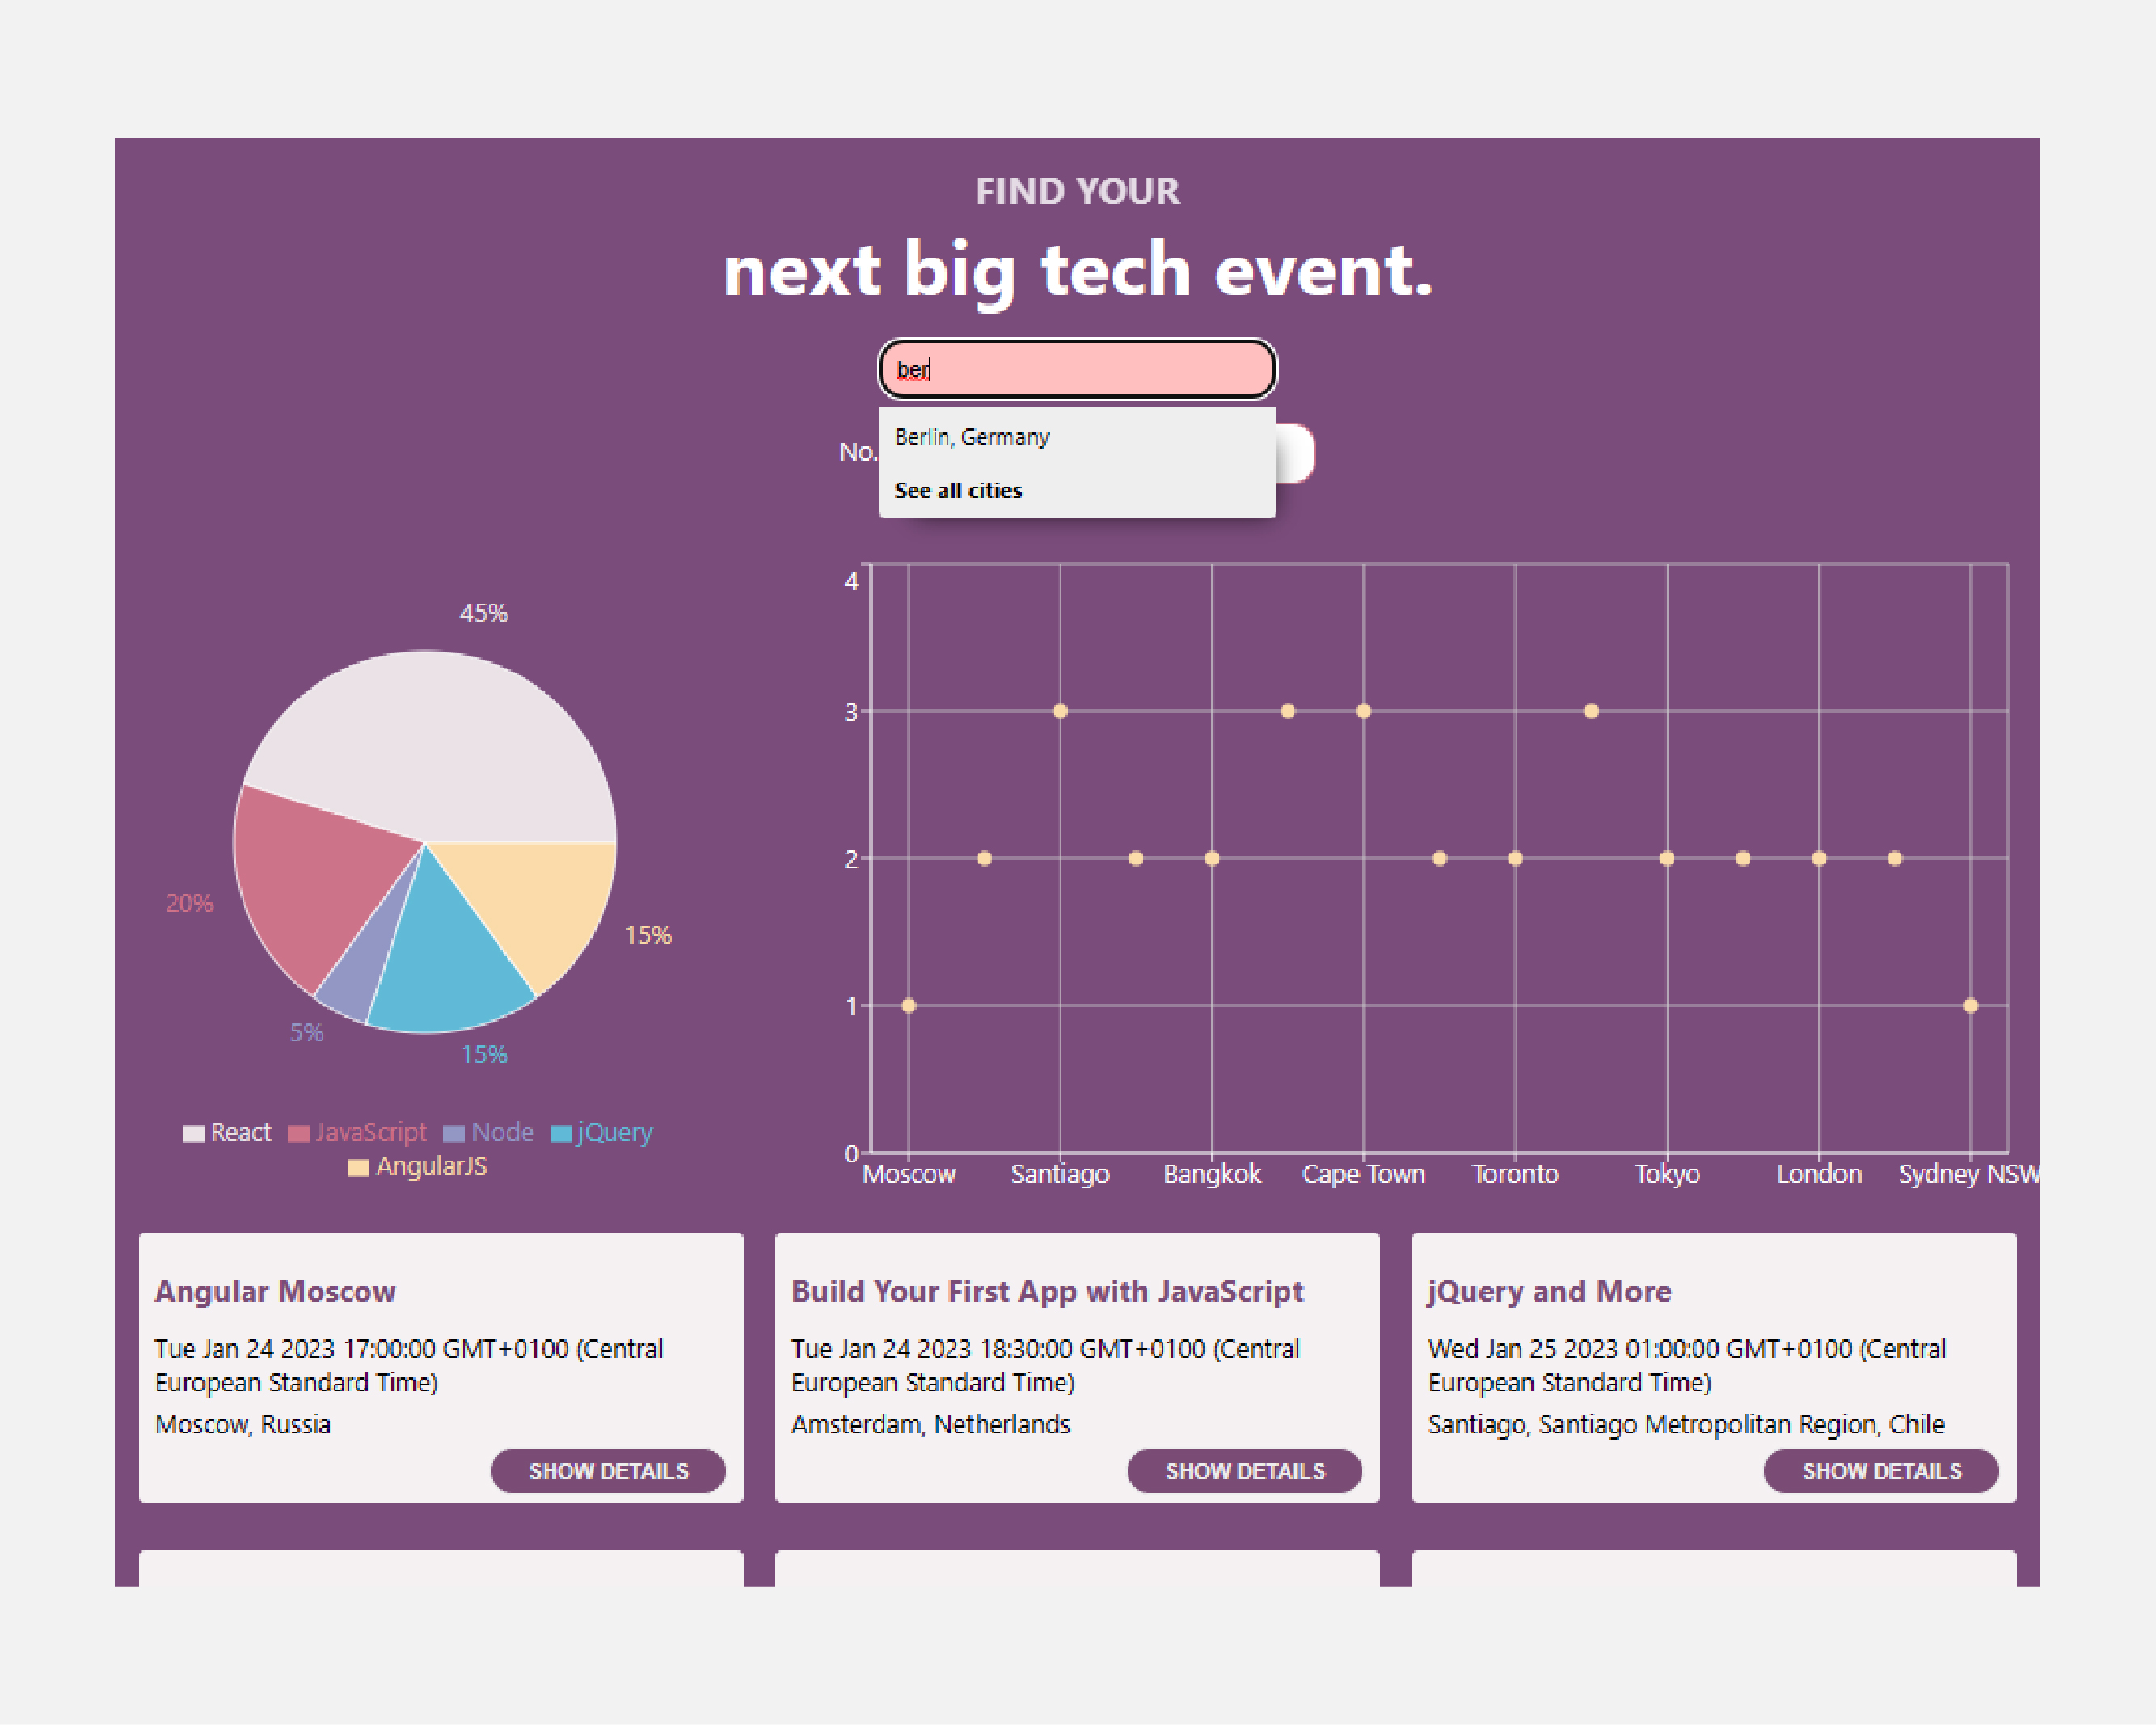 FIND YOUR
next big tech event.
ber
Berlin, Germany
No.
See all cities
45%
20%
15%
5%
15%
React JavaScript Node jQuery
AngularJS
4
3
2
1
0
Moscow Santiago Bangkok Cape Town Toronto Tokyo London Sydney NSW
Angular Moscow
Tue Jan 24 2023 17:00:00 GMT+0100 (Central
European Standard Time)
Moscow, Russia
SHOW DETAILS
Build Your First App with JavaScript
Tue Jan 24 2023 18:30:00 GMT+0100 (Central
European Standard Time)
Amsterdam, Netherlands
SHOW DETAILS
jQuery and More
Wed Jan 25 2023 01:00:00 GMT+0100 (Central
European Standard Time)
Santiago, Santiago Metropolitan Region, Chile
SHOW DETAILS